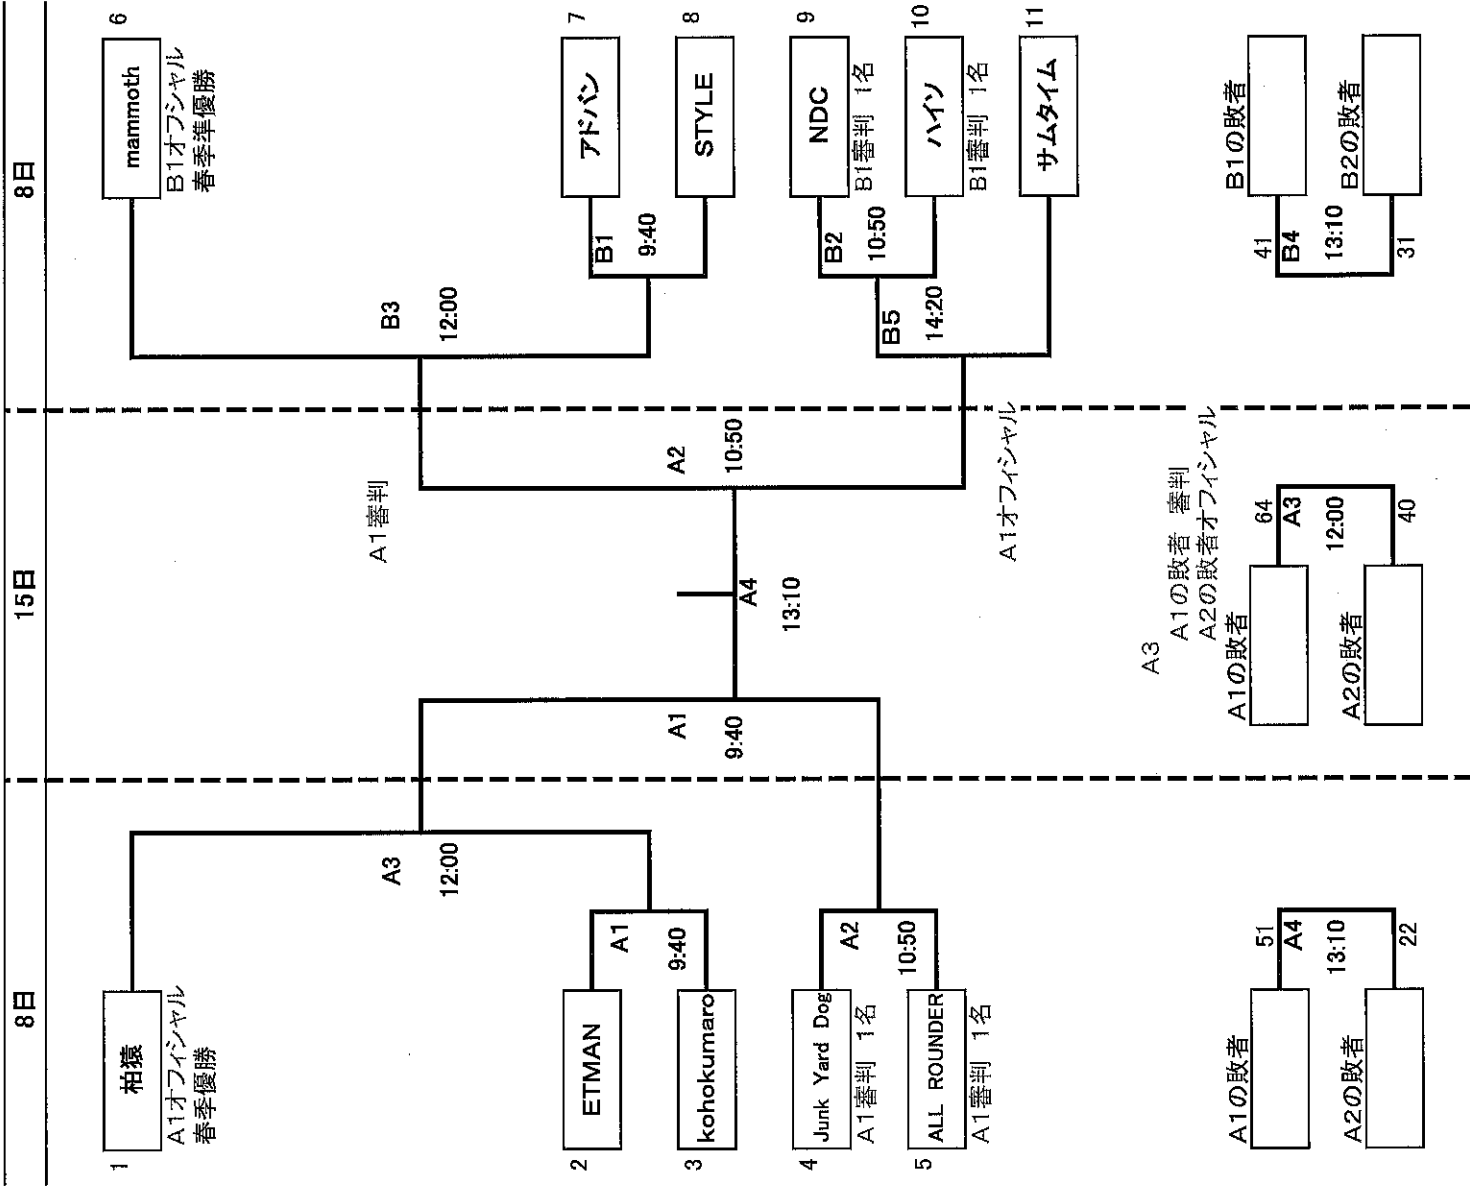 8日
15日
8日
1
柏猿
A1オフィシャル
春季優勝
2
ETMAN
3
kohokumaro
4
Junk Yard Dog
A1審判 1名
5
ALL ROUNDER
A1審判 1名
A1
9:40
A2
10:50
A3
12:00
A1
9:40
A4
13:10
A2
10:50
A1審判
A1オフィシャル
B3
12:00
B1
9:40
B2
10:50
B5
14:20
mammoth
6
B1オフシャル
春季準優勝
アドバン
7
STYLE
8
NDC
9
B1審判 1名
ハイソ
10
B1審判 1名
サムタイム
11
A1の敗者
51
A4
13:10
A2の敗者
22
A3
A1の敗者 審判
A2の敗者オフィシャル
A1の敗者
64
A3
12:00
A2の敗者
40
B1の敗者
41
B4
13:10
B2の敗者
31